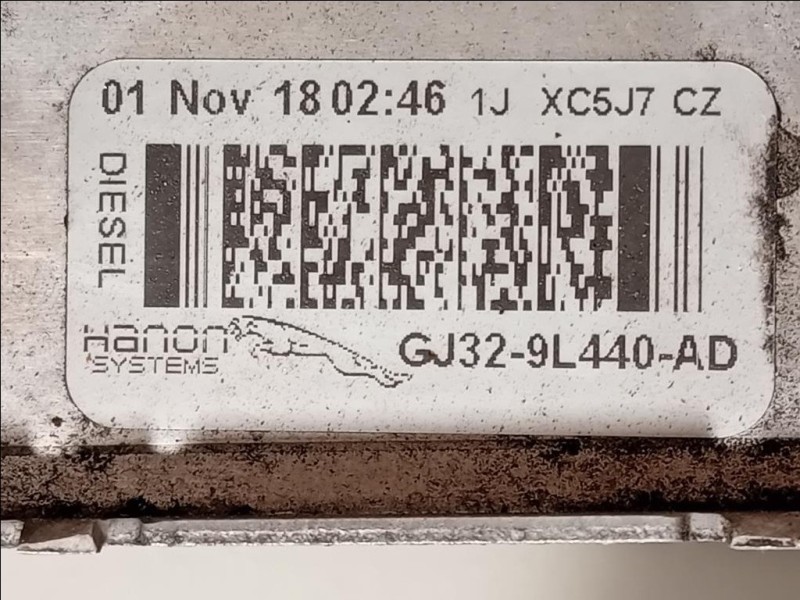 01 Nov 18 02:46 1J XC5J7 CZ
DIESEL
Hanon
SYSTEMS
GJ32-9L440-AD